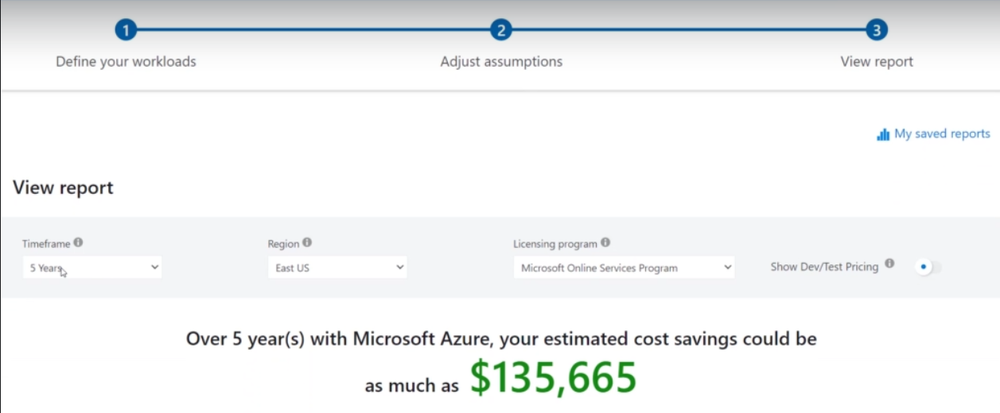 1 2 3
Define your workloads Adjust assumptions View report
My saved reports
View report
Timeframe Region Licensing program
5 Years East US Microsoft Online Services Program Show Dev/Test Pricing
Over 5 year(s) with Microsoft Azure, your estimated cost savings could be
as much as $135,665